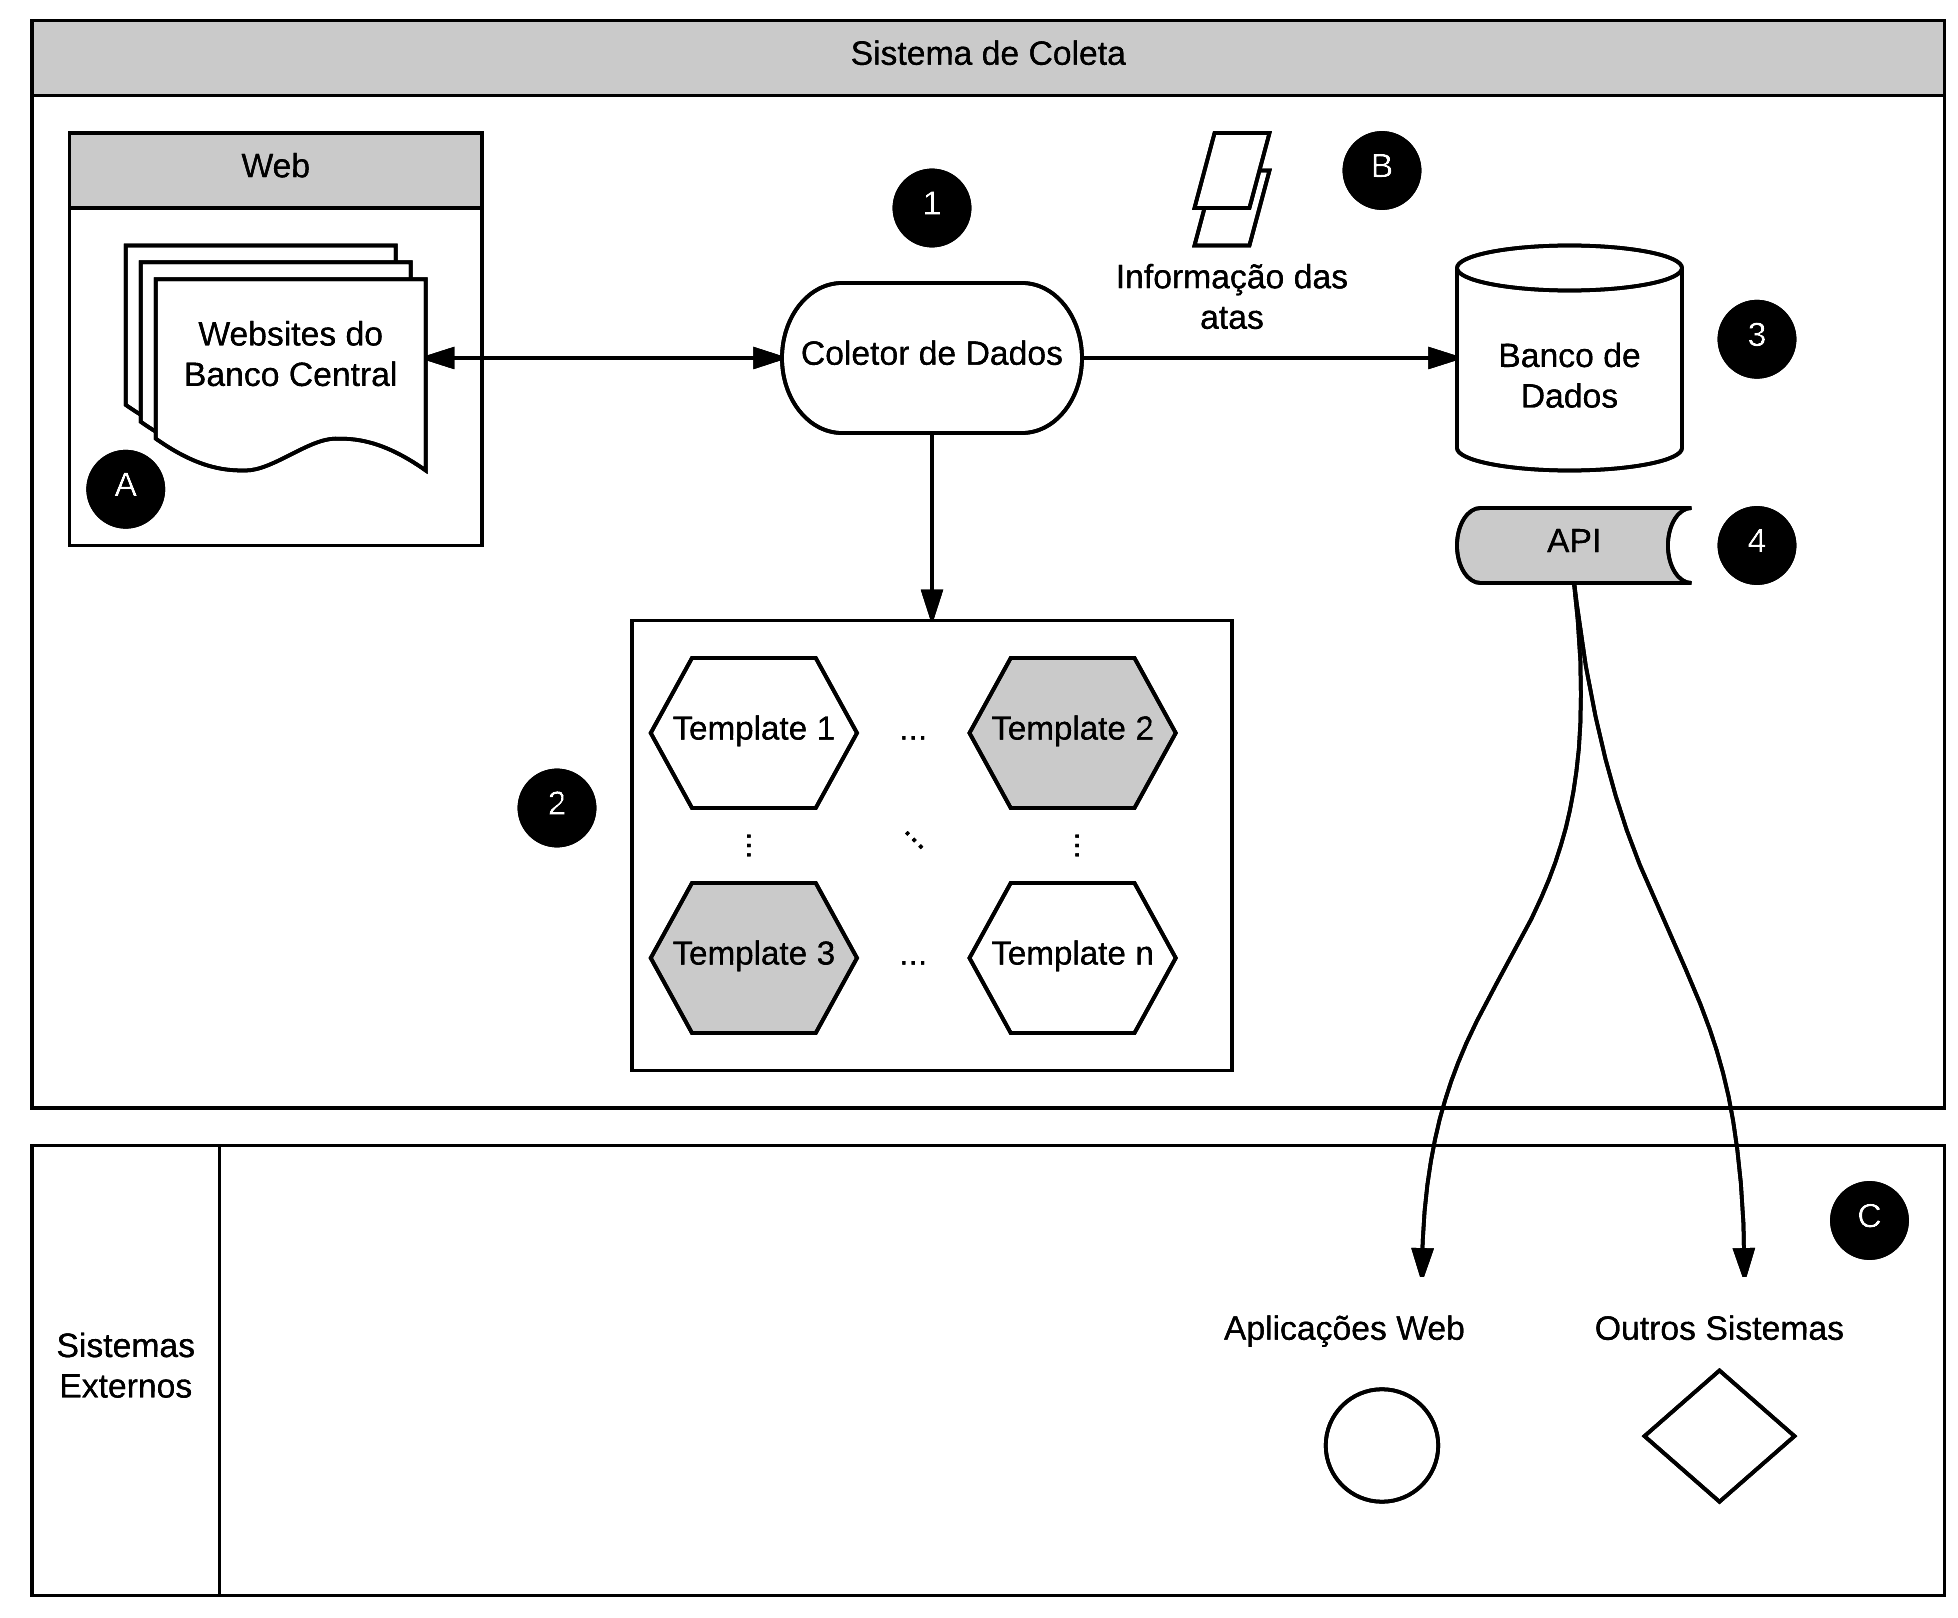 Sistema de Coleta
Web
Websites do
Banco Central
A
1
Coletor de Dados
B
Informação das
atas
Banco de
Dados
3
API
4
2
Template 1
...
Template 2
...
...
...
Template 3
...
Template n
Sistemas
Externos
C
Aplicações Web
Outros Sistemas